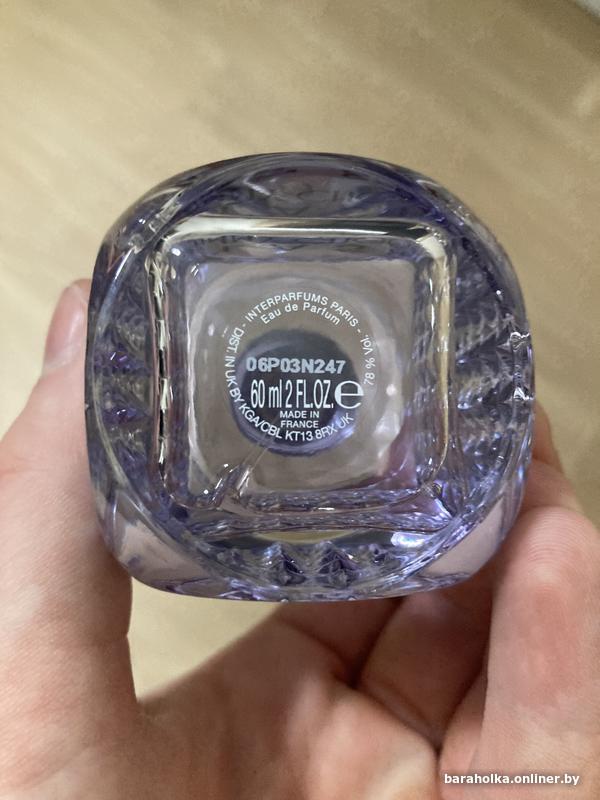 - INTERPARFUMS PARIS -
Eau de Parfum
78 % Vol.
06P03N247
60 ml 2 FL.OZ. e
MADE IN
FRANCE
DIST. IN UK BY KGA/CBL KT13 8RX UK
baraholka.onliner.by